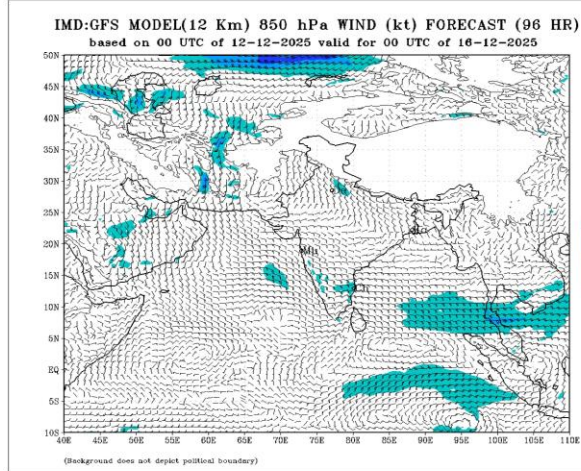 IMD:GFS MODEL(12 Km) 850 hPa WIND (kt) FORECAST (96 HR)
based on 00 UTC of 12-12-2025 valid for 00 UTC of 16-12-2025
50N
45N
40N
35N
30N
25N
20N
15N
10N
5N
EQ
5S
10S
40E 45E 50E 55E 60E 65E 70E 75E 80E 85E 90E 95E 100E 105E 110E
(Background does not depict political boundary)